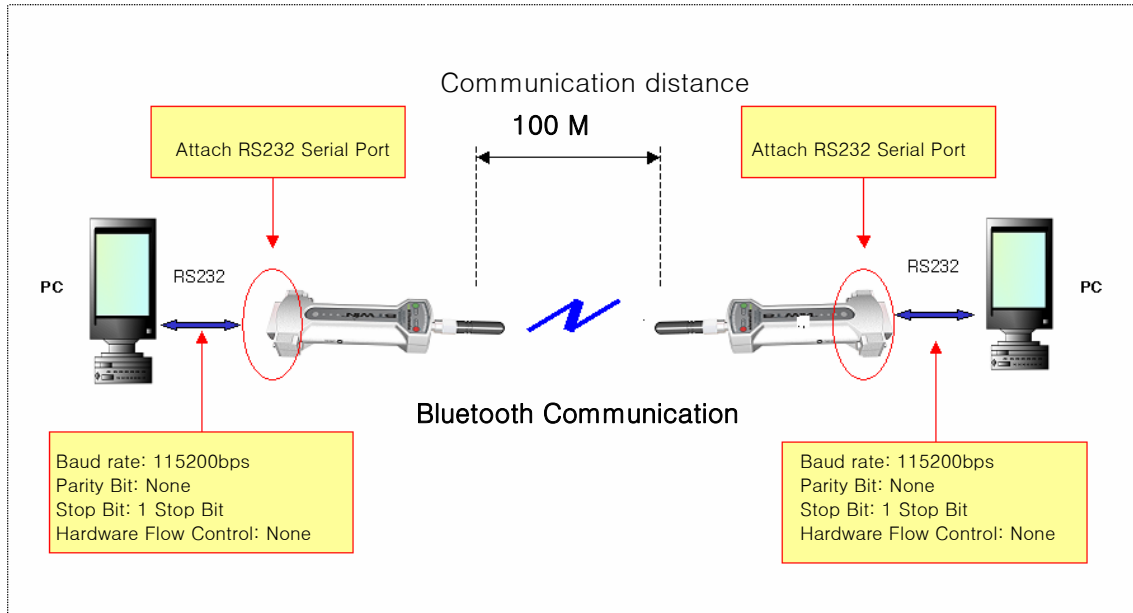 Communication distance
100 M
Attach RS232 Serial Port
Attach RS232 Serial Port
PC
RS232
RS232
PC
Bluetooth Communication
Baud rate: 115200bps
Parity Bit: None
Stop Bit: 1 Stop Bit
Hardware Flow Control: None
Baud rate: 115200bps
Parity Bit: None
Stop Bit: 1 Stop Bit
Hardware Flow Control: None